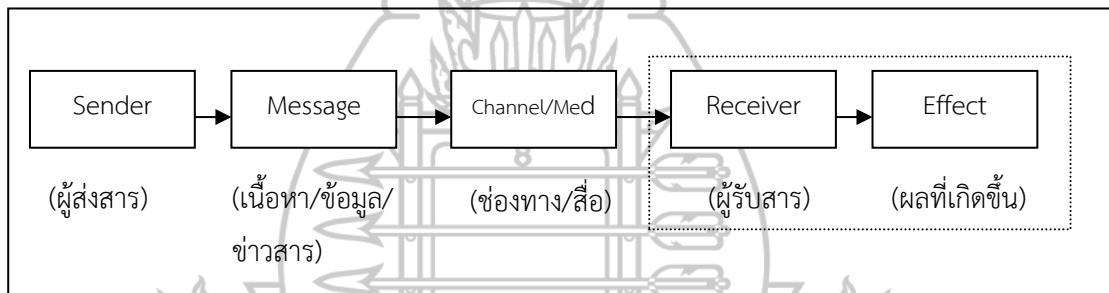 Sender Message Channel/Med Receiver Effect
(ผู้ส่งสาร) (เนื้อหา/ข้อมูล/ (ช่องทาง/สื่อ) (ผู้รับสาร) (ผลที่เกิดขึ้น)
ข่าวสาร)